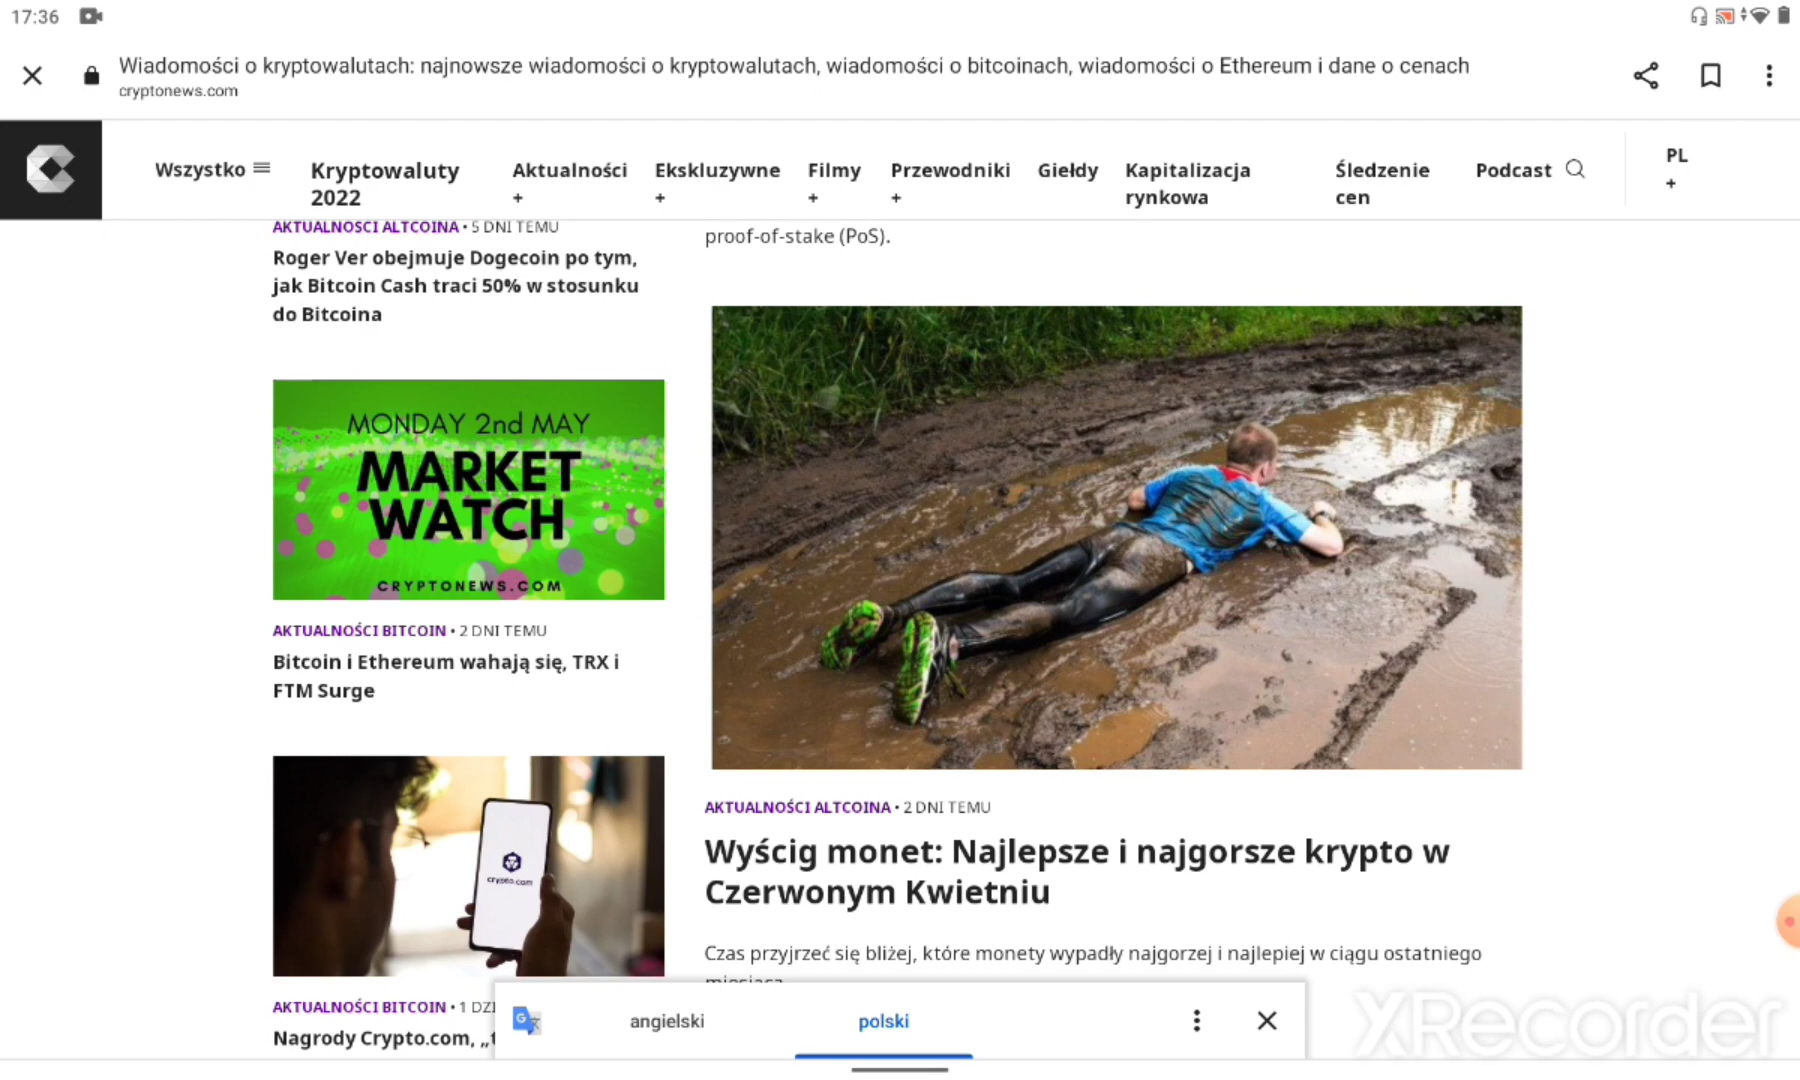 17:36
Wiadomości o kryptowalutach: najnowsze wiadomości o kryptowalutach, wiadomości o bitcoinach, wiadomości o Ethereum i dane o cenach
cryptonews.com
Wszystko
Kryptowaluty
2022
Aktualności
+
Ekskluzywne
+
Filmy
+
Przewodniki
+
Giełdy
Kapitalizacja
rynkowa
Śledzenie
cen
Podcast
PL
+
AKTUALNOŚCI ALTCOINA • 5 DNI TEMU
Roger Ver obejmuje Dogecoin po tym,
jak Bitcoin Cash traci 50% w stosunku
do Bitcoina
MONDAY 2nd MAY
MARKET
WATCH
CRYPTONEWS.COM
AKTUALNOŚCI BITCOIN • 2 DNI TEMU
Bitcoin i Ethereum wahają się, TRX i
FTM Surge
crypto.com
AKTUALNOŚCI BITCOIN • 1 DZI
Nagrody Crypto.com, „t
proof-of-stake (PoS).
AKTUALNOŚCI ALTCOINA • 2 DNI TEMU
Wyścig monet: Najlepsze i najgorsze krypto w
Czerwonym Kwietniu
Czas przyjrzeć się bliżej, które monety wypadły najgorzej i najlepiej w ciągu ostatniego
angielski
polski
XRecorder